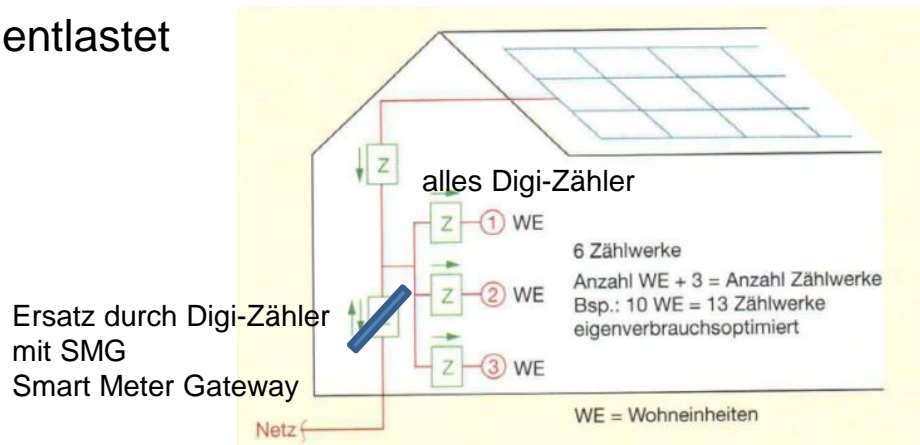 entlastet
Z
alles Digi-Zähler
Z 1 WE
6 Zählwerke
Anzahl WE + 3 = Anzahl Zählwerke
Bsp.: 10 WE = 13 Zählwerke
eigenverbrauchsoptimiert
Z 2 WE
Ersatz durch Digi-Zähler
mit SMG
Smart Meter Gateway
Z 3 WE
WE = Wohneinheiten
Netz